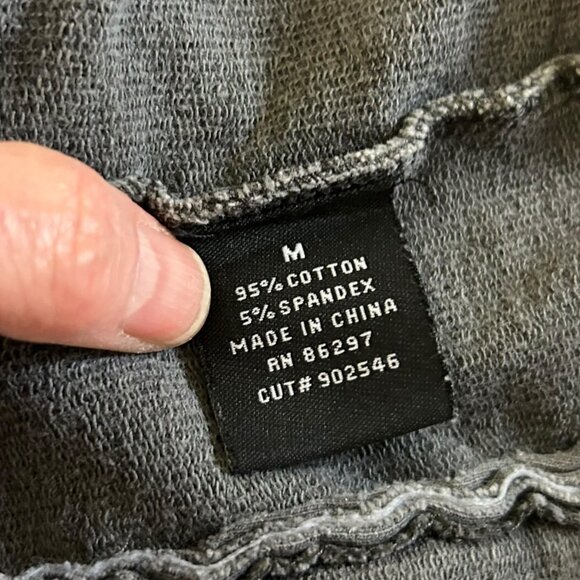 M
95% COTTON
5% SPANDEX
MADE IN CHINA
RN 86297
CUT# 902546